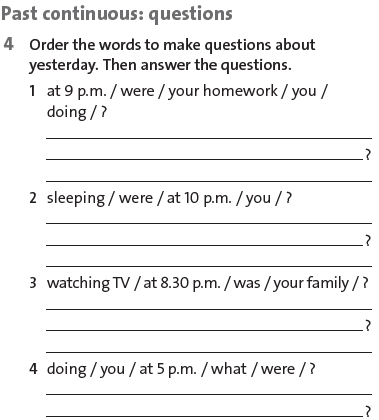 Past continuous: questions
4 Order the words to make questions about
yesterday. Then answer the questions.
1 at 9 p.m. / were / your homework / you /
doing / ?
?
2 sleeping / were / at 10 p.m. / you / ?
?
3 watching TV / at 8.30 p.m. / was / your family / ?
?
4 doing / you / at 5 p.m. / what / were / ?
?